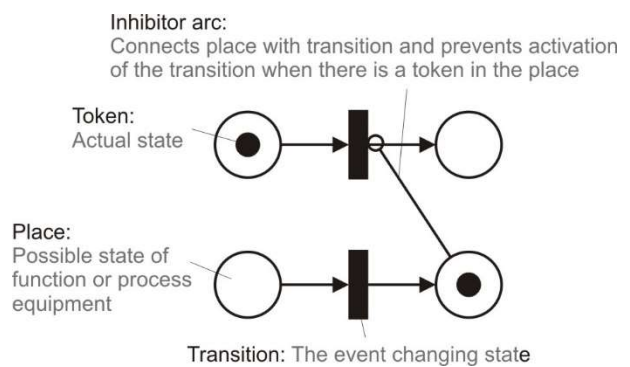 Inhibitor arc:
Connects place with transition and prevents activation
of the transition when there is a token in the place
Token:
Actual state
Place:
Possible state of
function or process
equipment
Transition: The event changing state